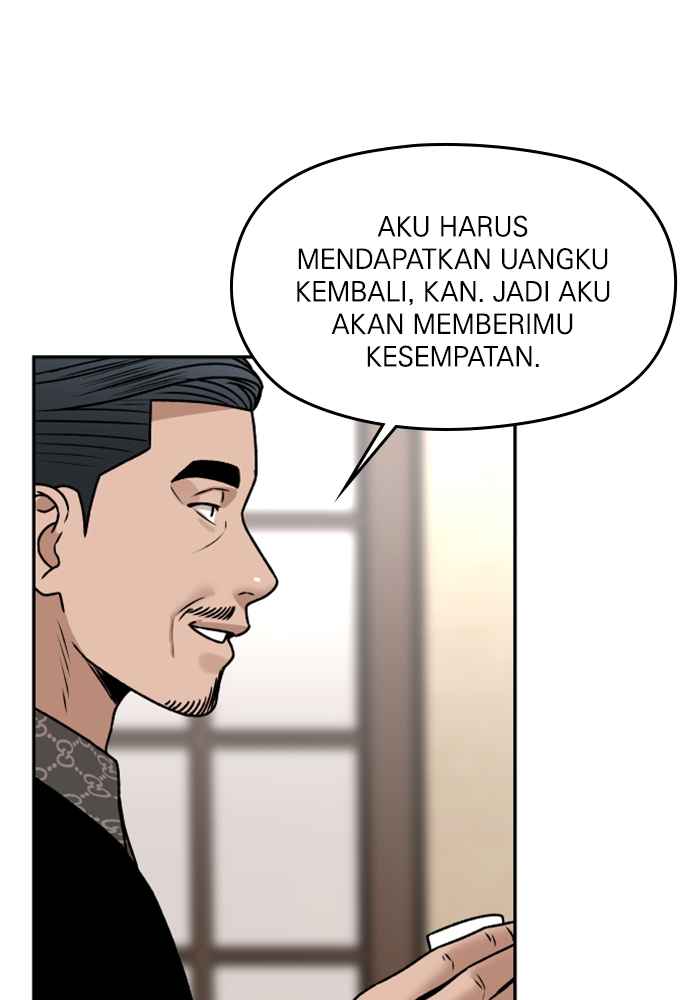 AKU HARUS
MENDAPATKAN UANGKU
KEMBALI, KAN. JADI AKU
AKAN MEMBERIMU
KESEMPATAN.